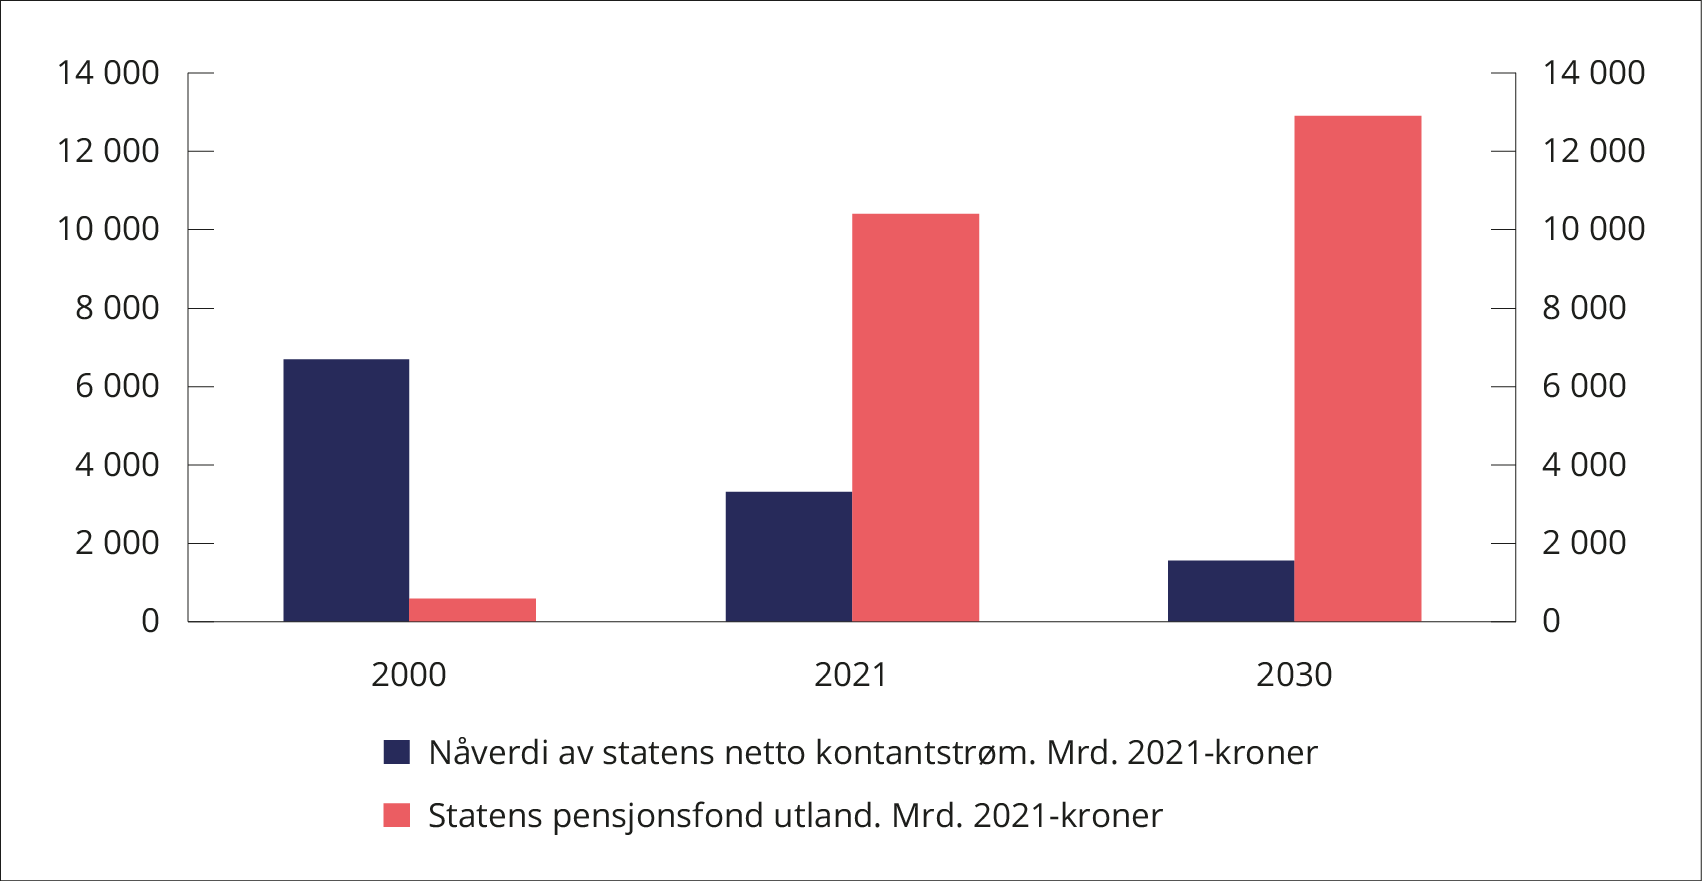 14 000 14 000
12 000 12 000
10 000 10 000
8 000 8 000
6 000 6 000
4 000 4 000
2 000 2 000
0 0
2000 2021 2030
Nåverdi av statens netto kontantstrøm. Mrd. 2021-kroner
Statens pensjonsfond utland. Mrd. 2021-kroner